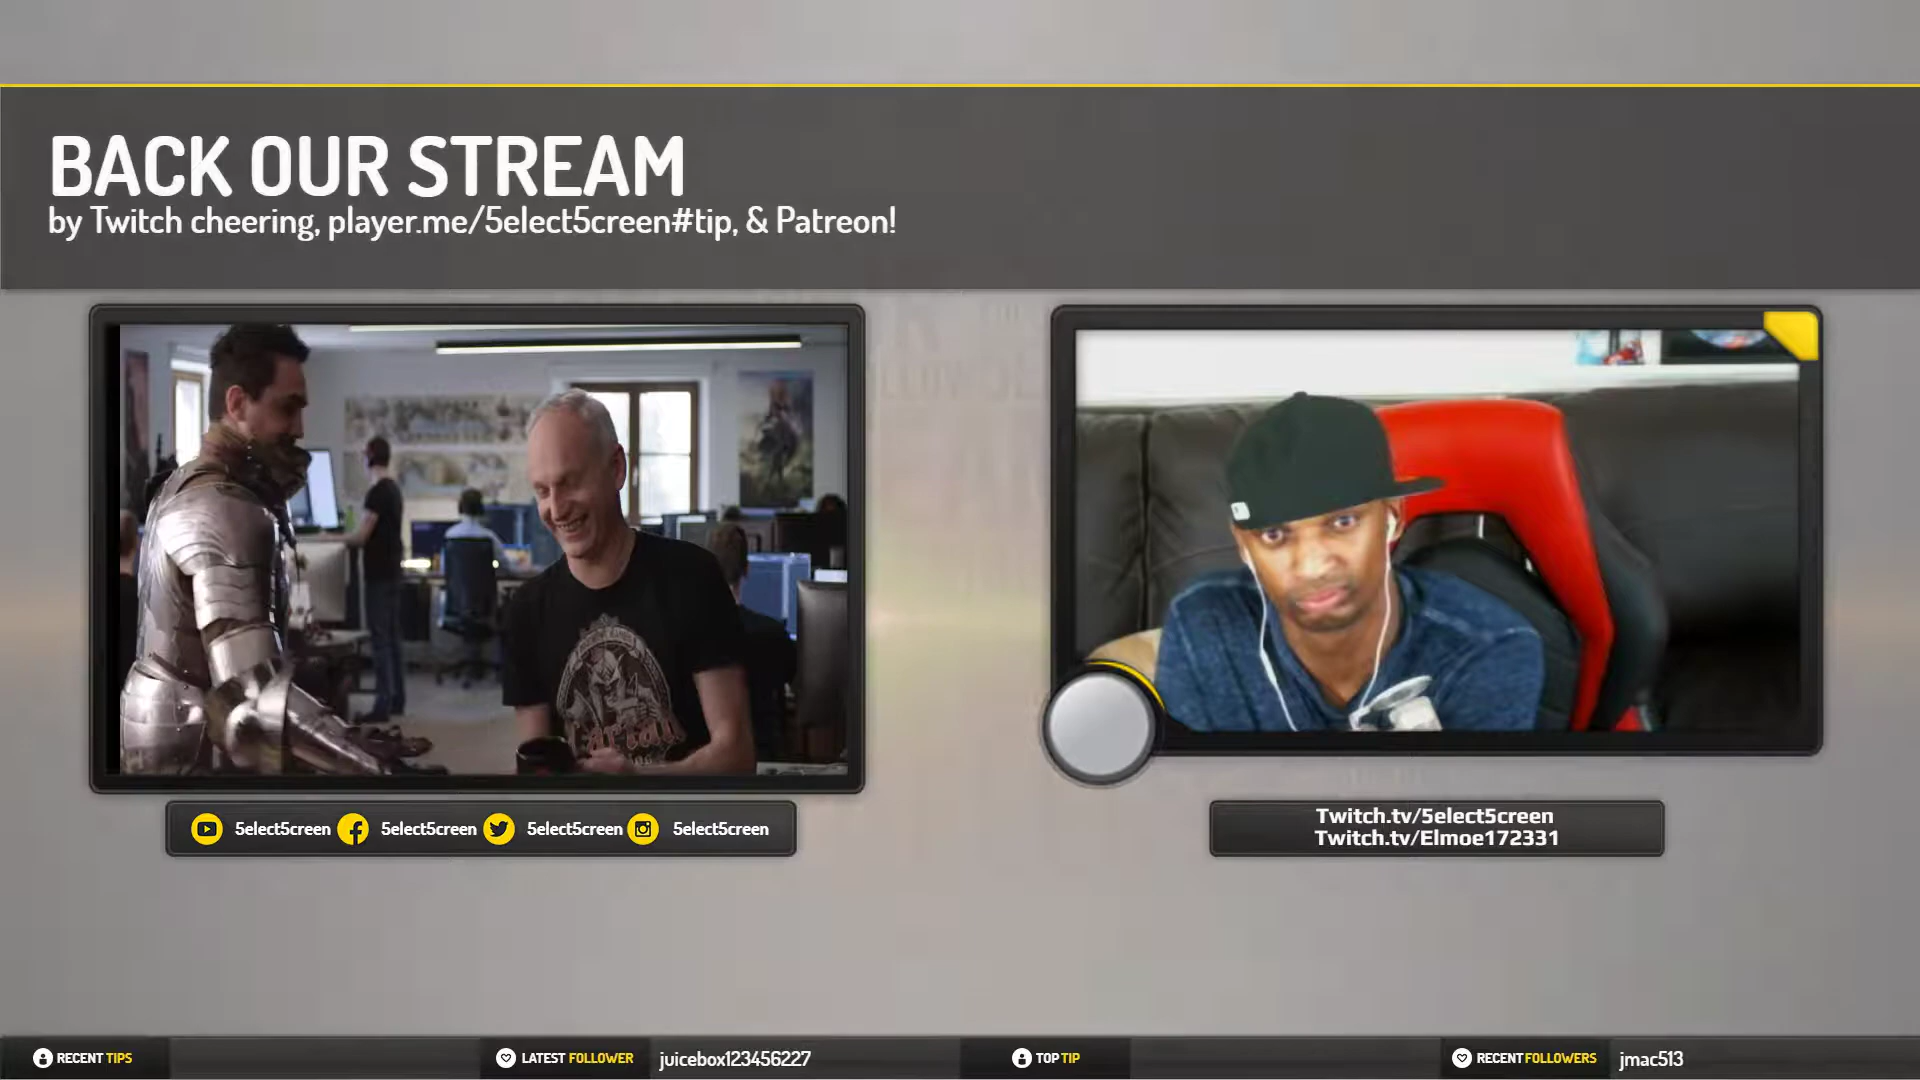 BACK OUR STREAM
by Twitch cheering, player.me/5elect5creen#tip, & Patreon!
5elect5creen 5elect5creen 5elect5creen 5elect5creen
Twitch.tv/5elect5creen
Twitch.tv/Elmoe172331
RECENT TIPS
LATEST FOLLOWER juicebox123456227
TOP TIP
RECENT FOLLOWERS jmac513